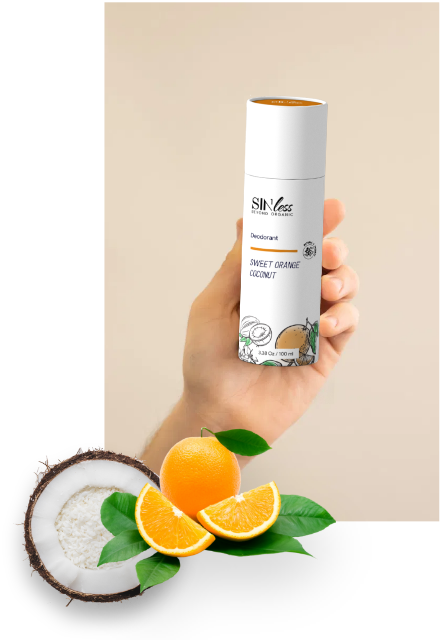 SINless
BEYOND ORGANIC
Deodorant
SWEET ORANGE
COCONUT
3.38 Oz / 100 ml